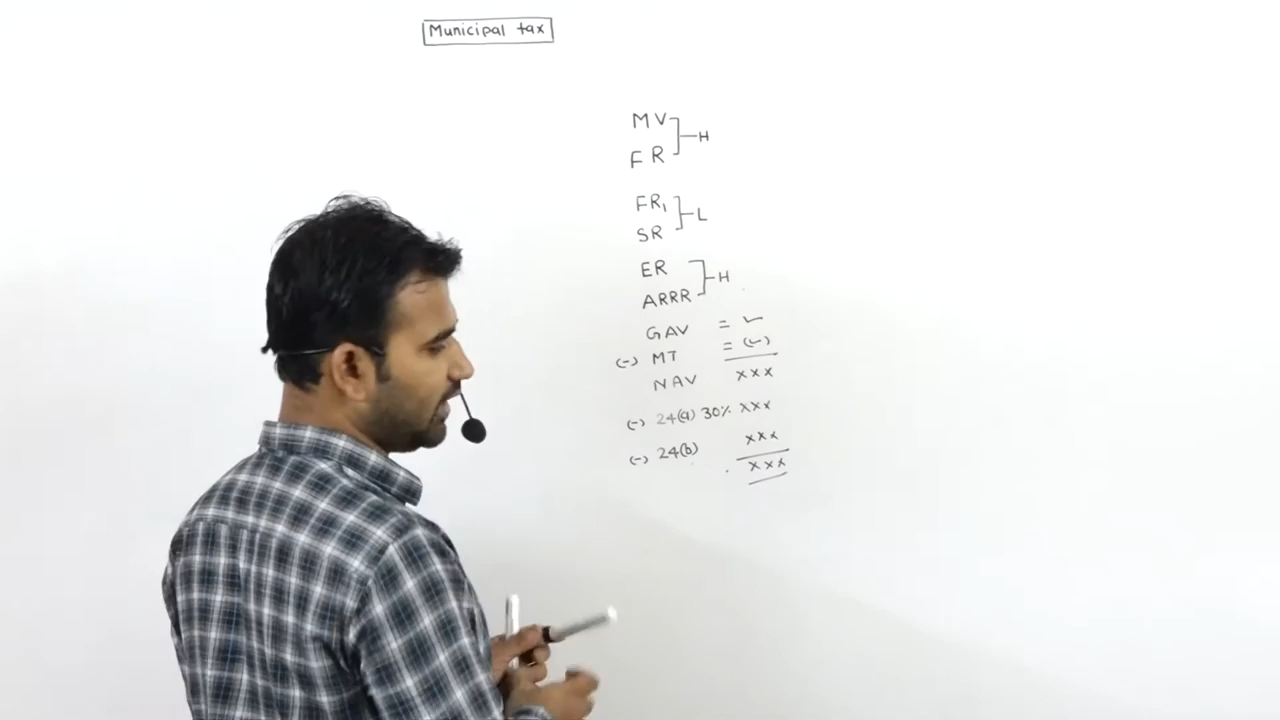 Municipal tax
MV
FR
H
FR₁
SR
L
ER
ARRR
H
GAV = ✓
(-) MT = (✓)
NAV xxx
(-) 24(a) 30% xxx
(-) 24(b) xxx
xxx